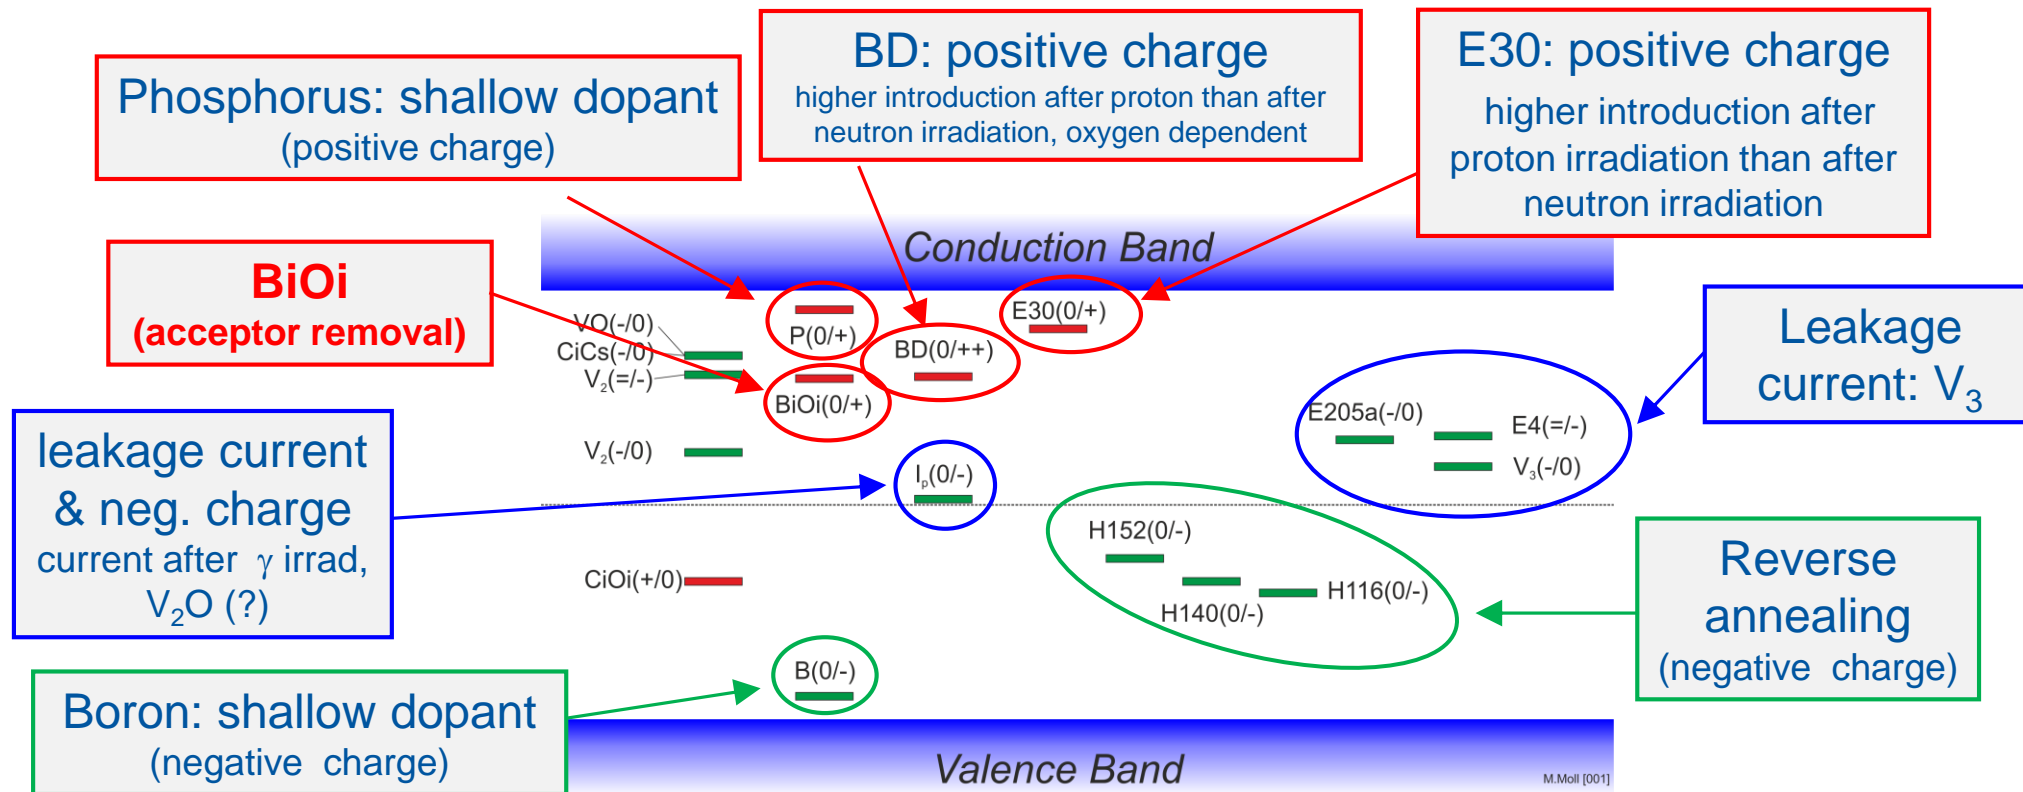 BD: positive charge
higher introduction after proton than after
neutron irradiation, oxygen dependent
E30: positive charge
higher introduction after
proton irradiation than after
neutron irradiation
Phosphorus: shallow dopant
(positive charge)
Conduction Band
BiOi
(acceptor removal)
VO(-/0)
CiCs(-/0)
V₂(=/-)
P(0/+)
BiOi(0/+)
BD(0/++)
E30(0/+)
Leakage
current: V₃
E205a(-/0)
E4(=/-)
V₃(-/0)
leakage current
& neg. charge
current after γ irrad,
V₂O (?)
V₂(-/0)
Iₚ(0/-)
H152(0/-)
H140(0/-)
H116(0/-)
CiOi(+/0)
Reverse
annealing
(negative charge)
B(0/-)
Boron: shallow dopant
(negative charge)
Valence Band
M.Moll [001]